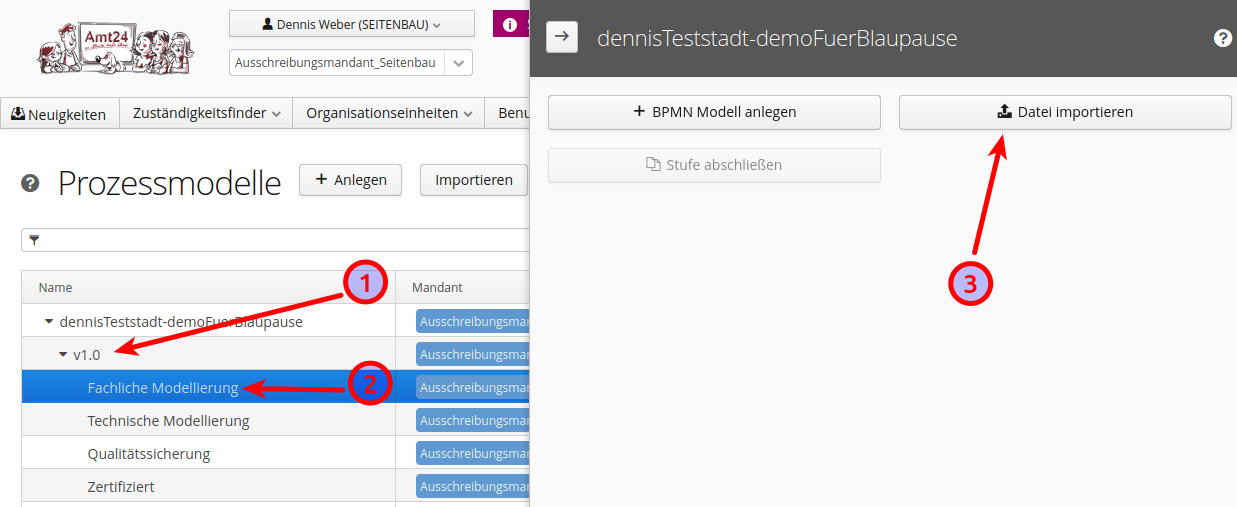 Amt24
Dennis Weber (SEITENBAU)
Ausschreibungsmandant_Seitenbau
Neuigkeiten
Zuständigkeitsfinder
Organisationseinheiten
Benu
Prozessmodelle
Anlegen
Importieren
Name
Mandant
dennisTeststadt-demoFuerBlaupause
Ausschreibungsman
v1.0
Ausschreibungsman
Fachliche Modellierung
Ausschreibungsman
Technische Modellierung
Ausschreibungsman
Qualitätssicherung
Ausschreibungsman
Zertifiziert
Ausschreibungsman
1
2
dennisTeststadt-demoFuerBlaupause
BPMN Modell anlegen
Datei importieren
Stufe abschließen
3